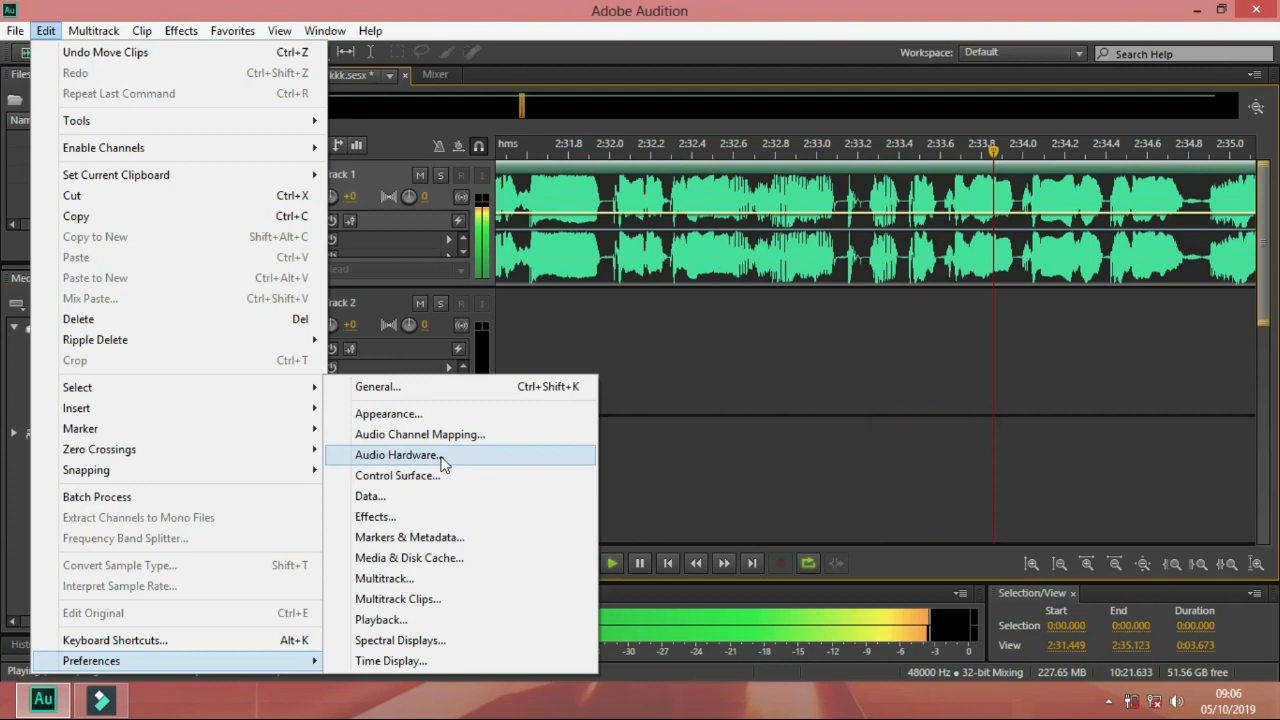 Au
Adobe Audition
File Edit Multitrack Clip Effects Favorites View Window Help
Workspace: Default
Search Help
Undo Move Clips Ctrl+Z
Redo Ctrl+Shift+Z
Repeat Last Command Ctrl+R
Tools
Enable Channels
Set Current Clipboard
Cut Ctrl+X
Copy Ctrl+C
Copy to New Shift+Alt+C
Paste Ctrl+V
Paste to New Ctrl+Alt+V
Mix Paste... Ctrl+Shift+V
Delete Del
Ripple Delete
Crop Ctrl+T
Select
Insert
Marker
Zero Crossings
Snapping
Batch Process
Extract Channels to Mono Files
Frequency Band Splitter...
Convert Sample Type... Shift+T
Interpret Sample Rate...
Edit Original Ctrl+E
Keyboard Shortcuts... Alt+K
Preferences
General... Ctrl+Shift+K
Appearance...
Audio Channel Mapping...
Audio Hardware...
Control Surface...
Data...
Effects...
Markers & Metadata...
Media & Disk Cache...
Multitrack...
Multitrack Clips...
Playback...
Spectral Displays...
Time Display...
Files
Nam
Med
Hist
Playing
kkk.sesx * Mixer
hms 2:31.8 2:32.0 2:32.2 2:32.4 2:32.6 2:32.8 2:33.0 2:33.2 2:33.4 2:33.6 2:33.8 2:34.0 2:34.2 2:34.4 2:34.6 2:34.8 2:35.0
rack 1 M S R I
+0 0
ead
rack 2 M S R I
+0 0
-30 -27 -24 -21 -18 -15 -12 -9 -6 -3 0
Selection/View
Start End Duration
Selection 0:00.000 0:00.000 0:00.000
View 2:31.449 2:35.123 0:03.673
48000 Hz ● 32-bit Mixing 227.65 MB 10:21.633 51.56 GB free
Au
09:06
05/10/2019